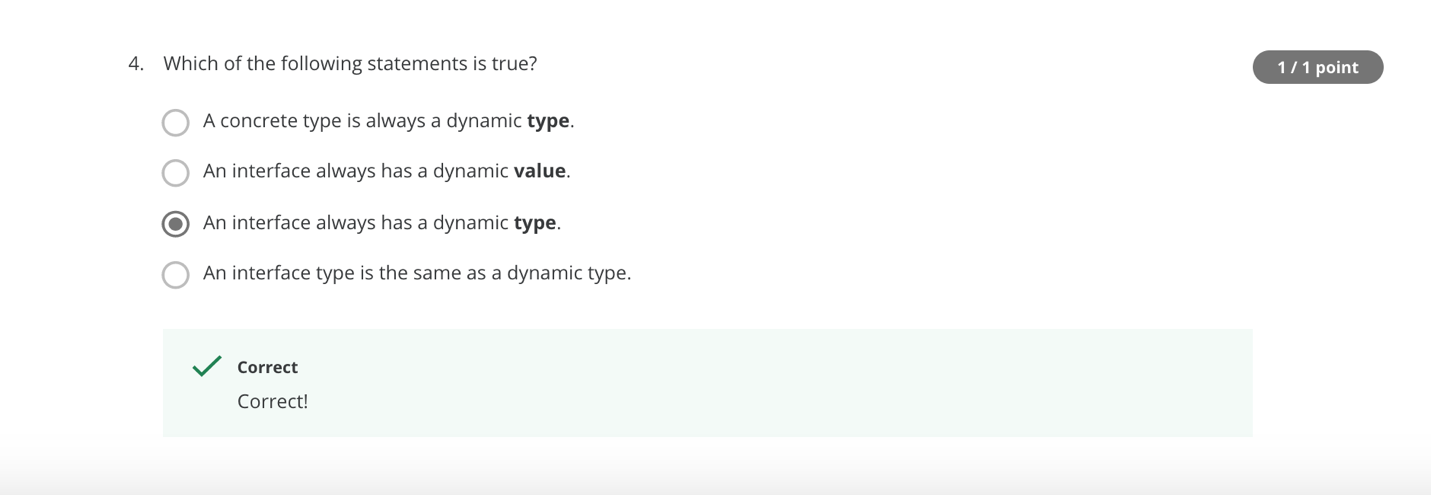 4. Which of the following statements is true?
1 / 1 point
A concrete type is always a dynamic type.
An interface always has a dynamic value.
An interface always has a dynamic type.
An interface type is the same as a dynamic type.
Correct
Correct!